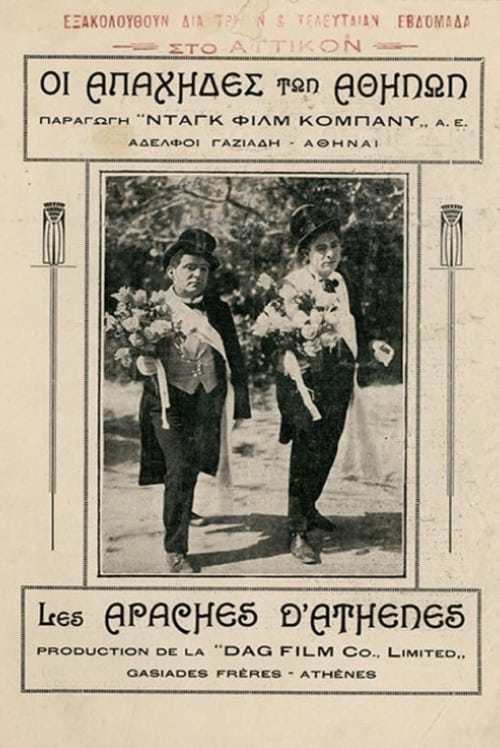 ΕΞΑΚΟΛΟΥΘΟΥΝ ΔΙΑ & ΤΕΛΕΥΤΑΙΑΝ ΕΒΔΟΜΑΔΑ
ΣΤΟ ΑΤΤΙΚΟΝ
ΟΙ ΑΠΑΧΗΔΕΣ ΤΩΝ ΑΘΗΝΩΝ
ΠΑΡΑΓΩΓΗ "ΝΤΑΓΚ ΦΙΛΜ ΚΟΜΠΑΝΥ„ Α. Ε.
ΑΔΕΛΦΟΙ ΓΑΖΙΑΔΗ - ΑΘΗΝΑΙ
LES APACHES D'ATHENES
PRODUCTION DE LA "DAG FILM CO., LIMITED„
GASIADES FRÈRES - ATHÈNES